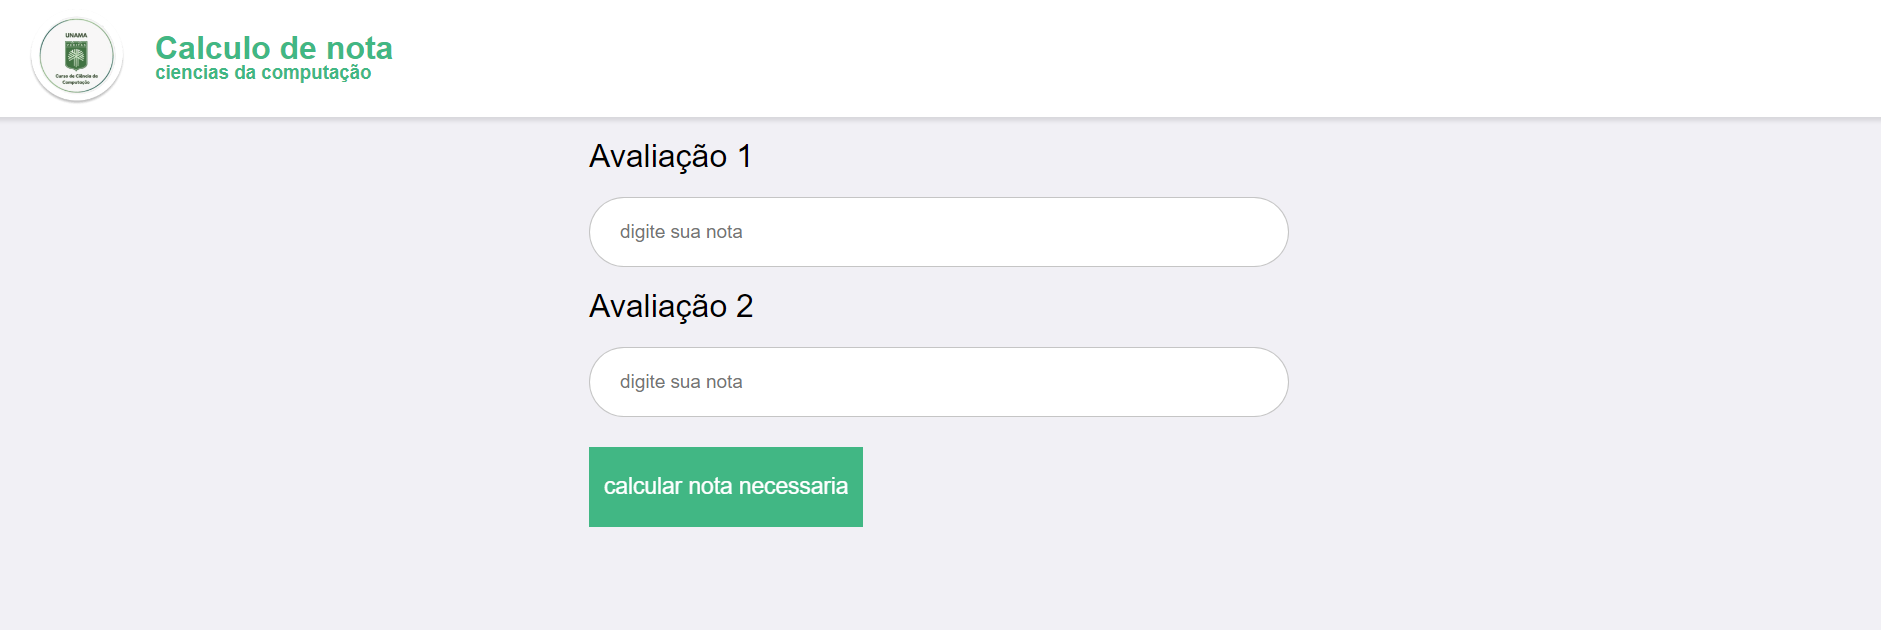 UNAMA
Curso de Ciência da
Computação
Calculo de nota
ciencias da computação
Avaliação 1
digite sua nota
Avaliação 2
digite sua nota
calcular nota necessaria